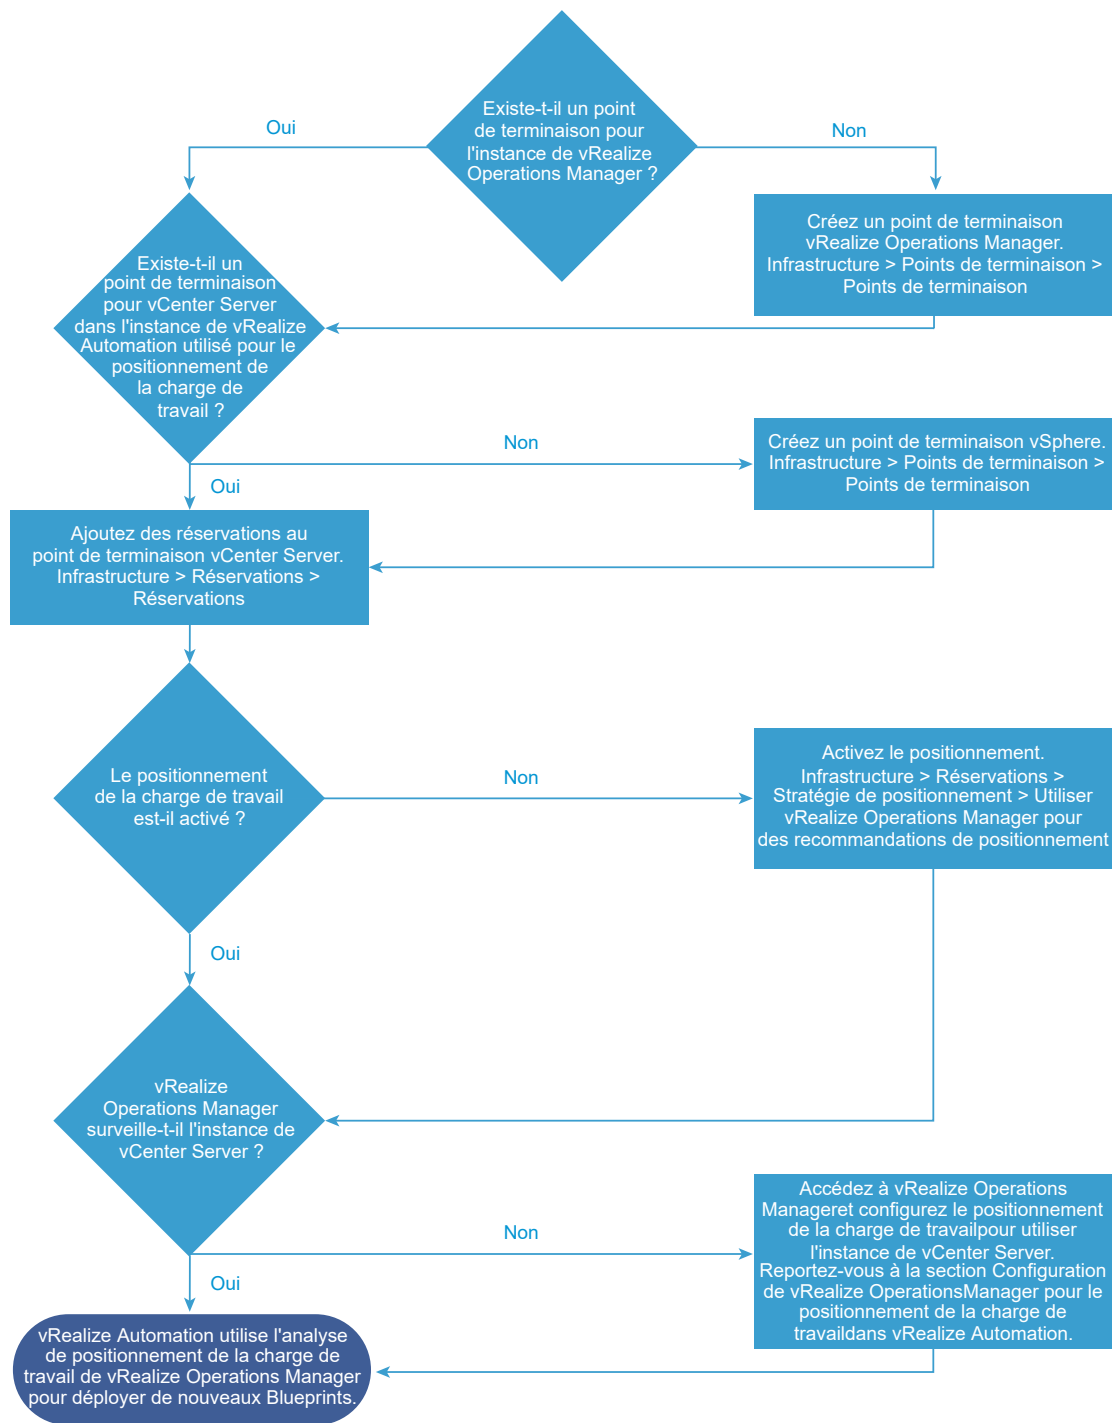 Existe-t-il un point
de terminaison pour
l'instance de vRealize
Operations Manager ?
Oui
Non
Créez un point de terminaison
vRealize Operations Manager.
Infrastructure > Points de terminaison >
Points de terminaison
Existe-t-il un
point de terminaison
pour vCenter Server
dans l'instance de vRealize
Automation utilisé pour le
positionnement de
la charge de
travail ?
Non
Créez un point de terminaison vSphere.
Infrastructure > Points de terminaison >
Points de terminaison
Oui
Ajoutez des réservations au
point de terminaison vCenter Server.
Infrastructure > Réservations >
Réservations
Le positionnement
de la charge de travail
est-il activé ?
Non
Activez le positionnement.
Infrastructure > Réservations >
Stratégie de positionnement > Utiliser
vRealize Operations Manager pour
des recommandations de positionnement
Oui
vRealize
Operations Manager
surveille-t-il l'instance de
vCenter Server ?
Non
Accédez à vRealize Operations
Manageret configurez le positionnement
de la charge de travailpour utiliser
l'instance de vCenter Server.
Reportez-vous à la section Configuration
de vRealize OperationsManager pour le
positionnement de la charge de
travaildans vRealize Automation.
Oui
vRealize Automation utilise l'analyse
de positionnement de la charge de
travail de vRealize Operations Manager
pour déployer de nouveaux Blueprints.